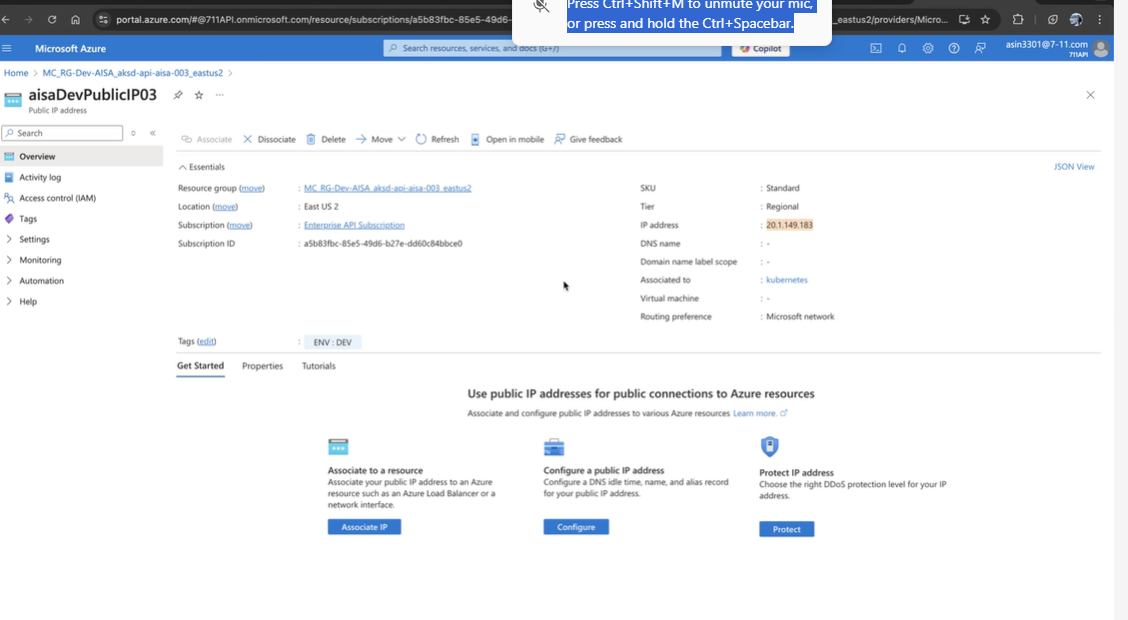 Press Ctrl+Shift+M to unmute your mic,
or press and hold the Ctrl+Spacebar.
portal.azure.com/#@711API.onmicrosoft.com/resource/subscriptions/a5b83fbc-85e5-49d6-
_eastus2/providers/Micro...
Microsoft Azure
Search resources, services, and docs (G+/)
Copilot
asin3301@7-11.com
711API
Home > MC_RG-Dev-AISA_aksd-api-aisa-003_eastus2 >
aisaDevPublicIP03
Public IP address
Search
Associate
Dissociate
Delete
Move
Refresh
Open in mobile
Give feedback
Overview
Activity log
Access control (IAM)
Tags
Settings
Monitoring
Automation
Help
Essentials
JSON View
Resource group (move) : MC_RG-Dev-AISA_aksd-api-aisa-003_eastus2
Location (move) : East US 2
Subscription (move) : Enterprise API Subscription
Subscription ID : a5b83fbc-85e5-49d6-b27e-dd60c84bbce0
SKU : Standard
Tier : Regional
IP address : 20.1.149.183
DNS name : -
Domain name label scope : -
Associated to : kubernetes
Virtual machine : -
Routing preference : Microsoft network
Tags (edit) : ENV : DEV
Get Started
Properties
Tutorials
Use public IP addresses for public connections to Azure resources
Associate and configure public IP addresses to various Azure resources Learn more.
Associate to a resource
Associate your public IP address to an Azure
resource such as an Azure Load Balancer or a
network interface.
Associate IP
Configure a public IP address
Configure a DNS idle time, name, and alias record
for your public IP address.
Configure
Protect IP address
Choose the right DDoS protection level for your IP
address.
Protect